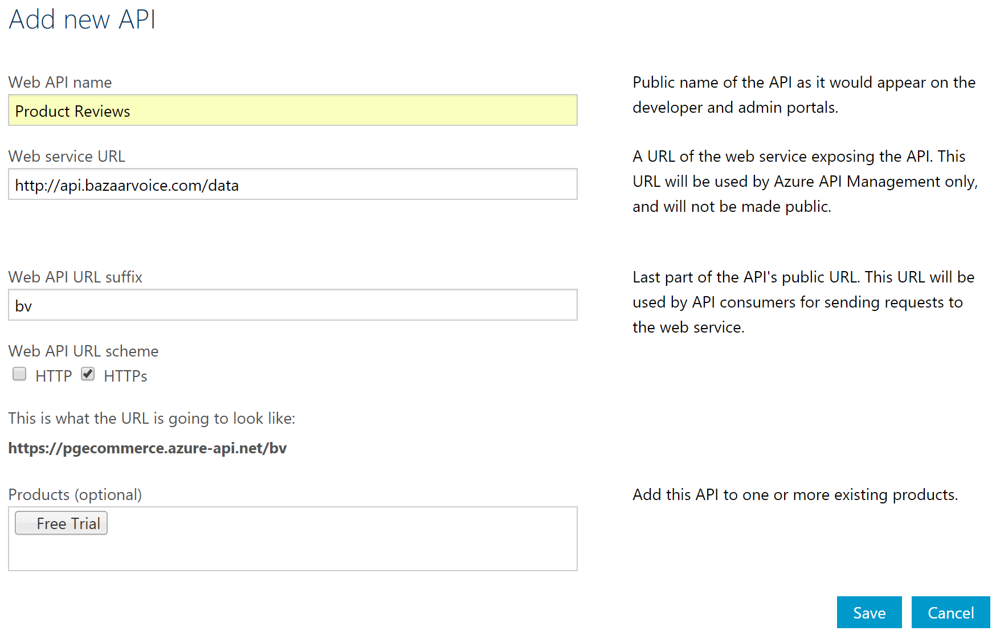 Add new API
Web API name
Public name of the API as it would appear on the
developer and admin portals.
Product Reviews
Web service URL
A URL of the web service exposing the API. This
URL will be used by Azure API Management only,
and will not be made public.
http://api.bazaarvoice.com/data
Web API URL suffix
Last part of the API's public URL. This URL will be
used by API consumers for sending requests to
the web service.
bv
Web API URL scheme
HTTP HTTPs
This is what the URL is going to look like:
https://pgecommerce.azure-api.net/bv
Products (optional)
Add this API to one or more existing products.
Free Trial
Save Cancel